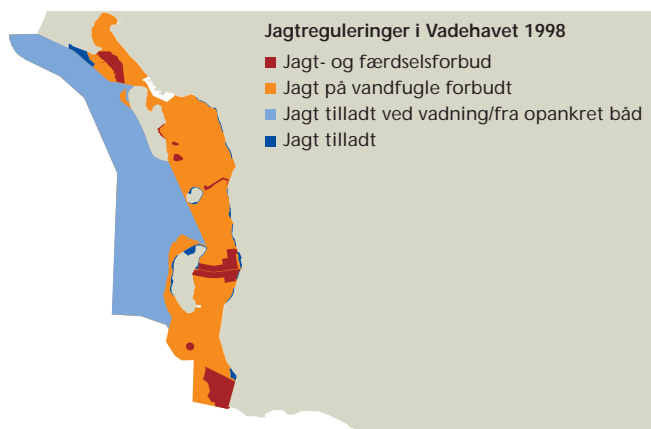 Jagtreguleringer i Vadehavet 1998
Jagt- og færdselsforbud
Jagt på vandfugle forbudt
Jagt tilladt ved vadning/fra opankret båd
Jagt tilladt